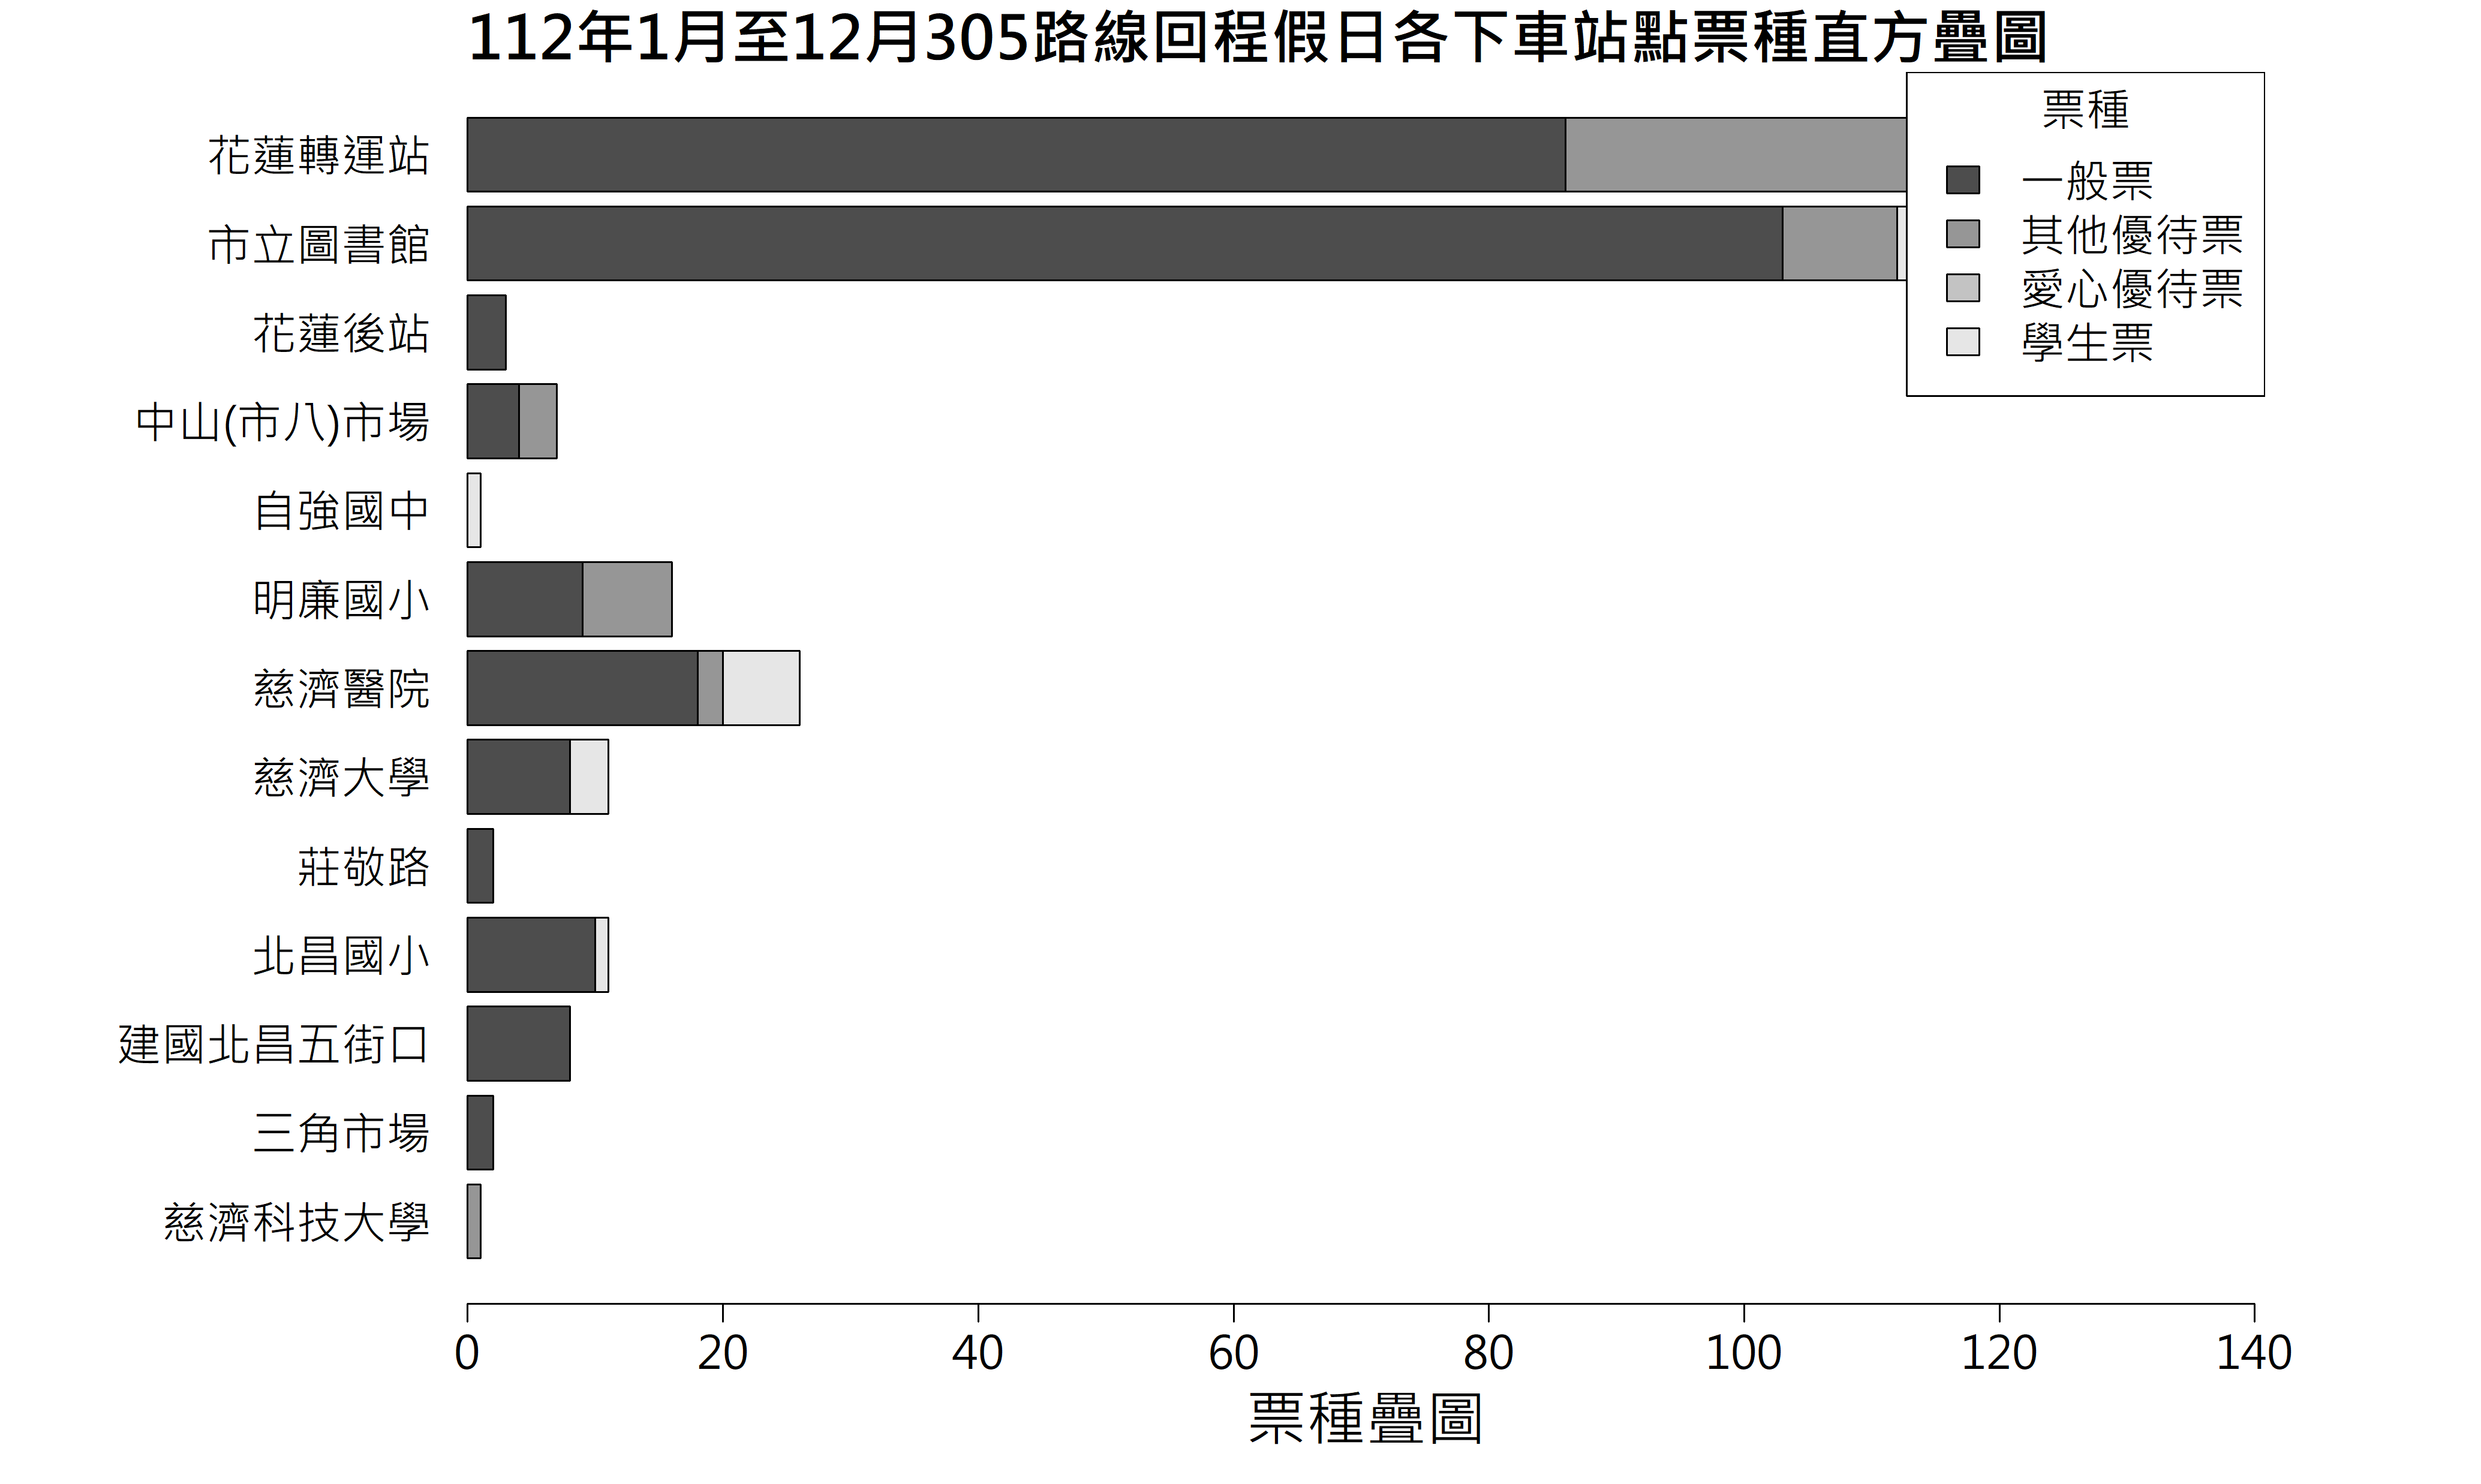 112年1月至12月305路線回程假日各下車站點票種直方疊圖
票種
一般票
其他優待票
愛心優待票
學生票
花蓮轉運站
市立圖書館
花蓮後站
中山(市八)市場
自強國中
明廉國小
慈濟醫院
慈濟大學
莊敬路
北昌國小
建國北昌五街口
三角市場
慈濟科技大學
0 20 40 60 80 100 120 140
票種疊圖